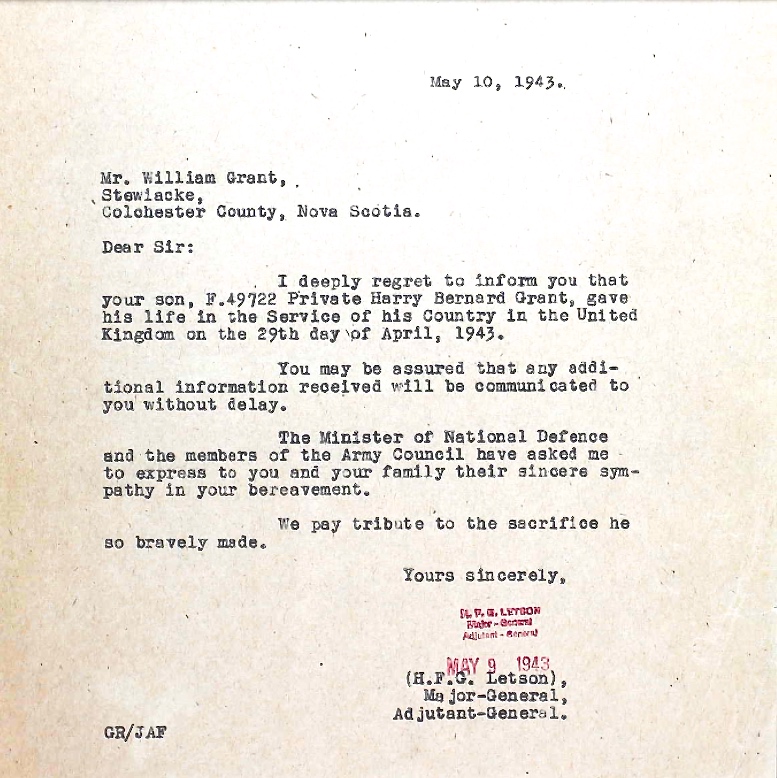 May 10, 1943.
Mr. William Grant,
Stewiacke,
Colchester County, Nova Scotia.
Dear Sir:
I deeply regret to inform you that
your son, F.49722 Private Harry Bernard Grant, gave
his life in the Service of his Country in the United
Kingdom on the 29th day of April, 1943.
You may be assured that any addi-
tional information received will be communicated to
you without delay.
The Minister of National Defence
and the members of the Army Council have asked me
to express to you and your family their sincere sym-
pathy in your bereavement.
We pay tribute to the sacrifice he
so bravely made.
Yours sincerely,
H. F. G. LETSON
Major - General
Adjutant - General
MAY 9 1943
(H.F.G. Letson),
Major-General,
Adjutant-General.
GR/JAF